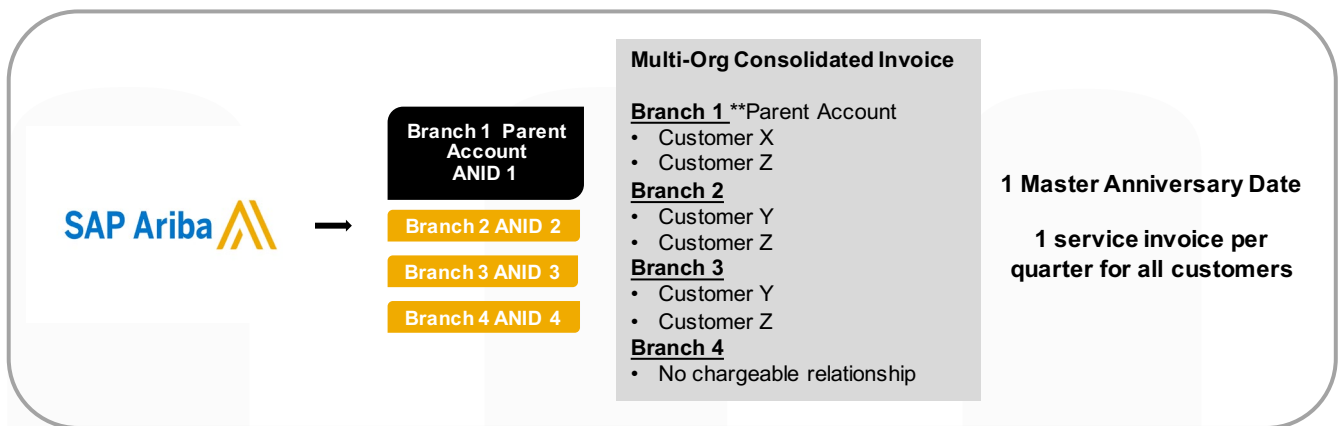 SAP Ariba
Branch 1 Parent
Account
ANID 1
Branch 2 ANID 2
Branch 3 ANID 3
Branch 4 ANID 4
Multi-Org Consolidated Invoice
Branch 1 **Parent Account
• Customer X
• Customer Z
Branch 2
• Customer Y
• Customer Z
Branch 3
• Customer Y
• Customer Z
Branch 4
• No chargeable relationship
1 Master Anniversary Date
1 service invoice per
quarter for all customers